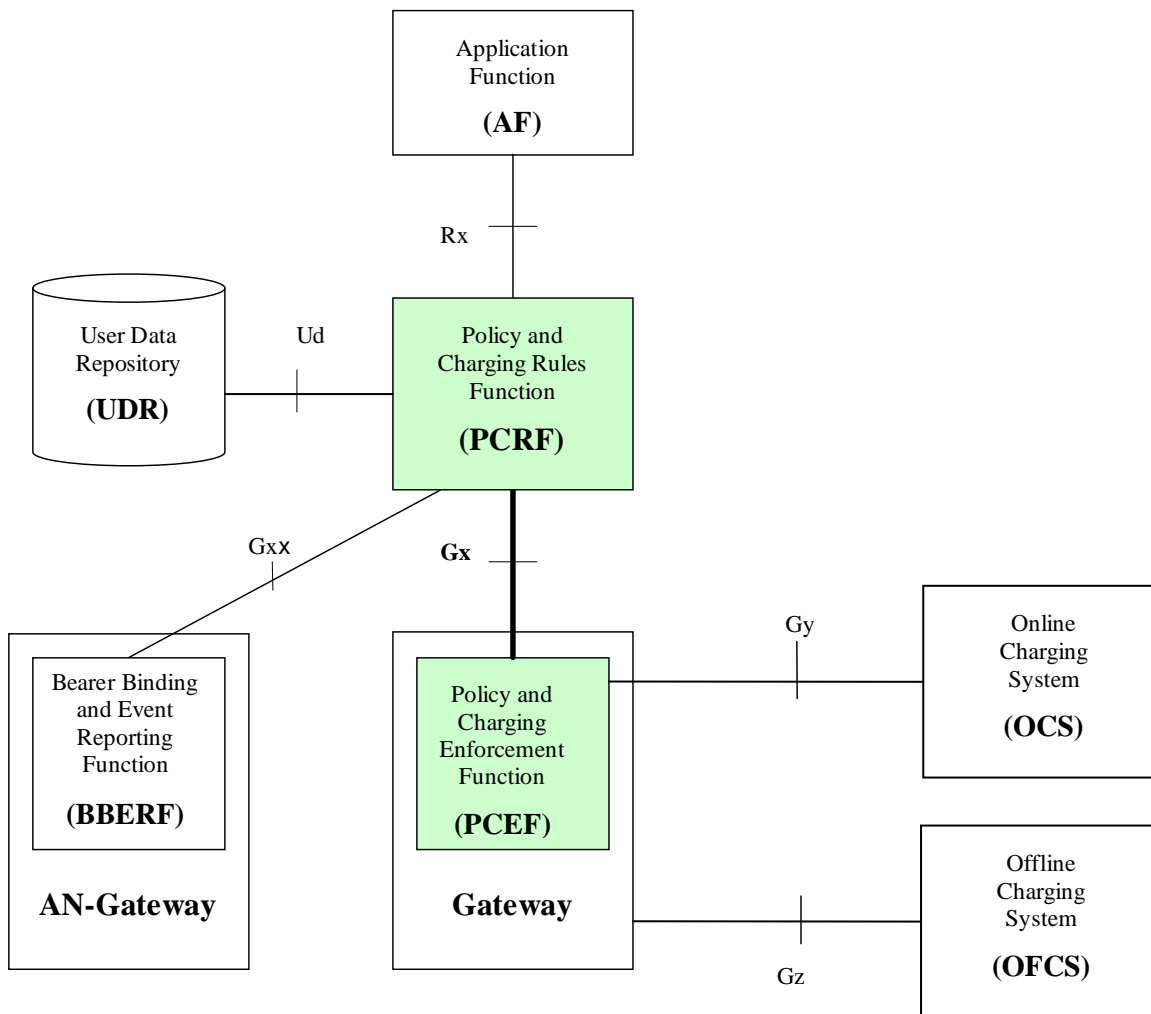 Application
Function
(AF)
Rx
User Data
Repository
(UDR)
Ud
Policy and
Charging Rules
Function
(PCRF)
Gxx
Gx
Bearer Binding
and Event
Reporting
Function
(BBERF)
AN-Gateway
Policy and
Charging
Enforcement
Function
(PCEF)
Gateway
Gy
Online
Charging
System
(OCS)
Gz
Offline
Charging
System
(OFCS)